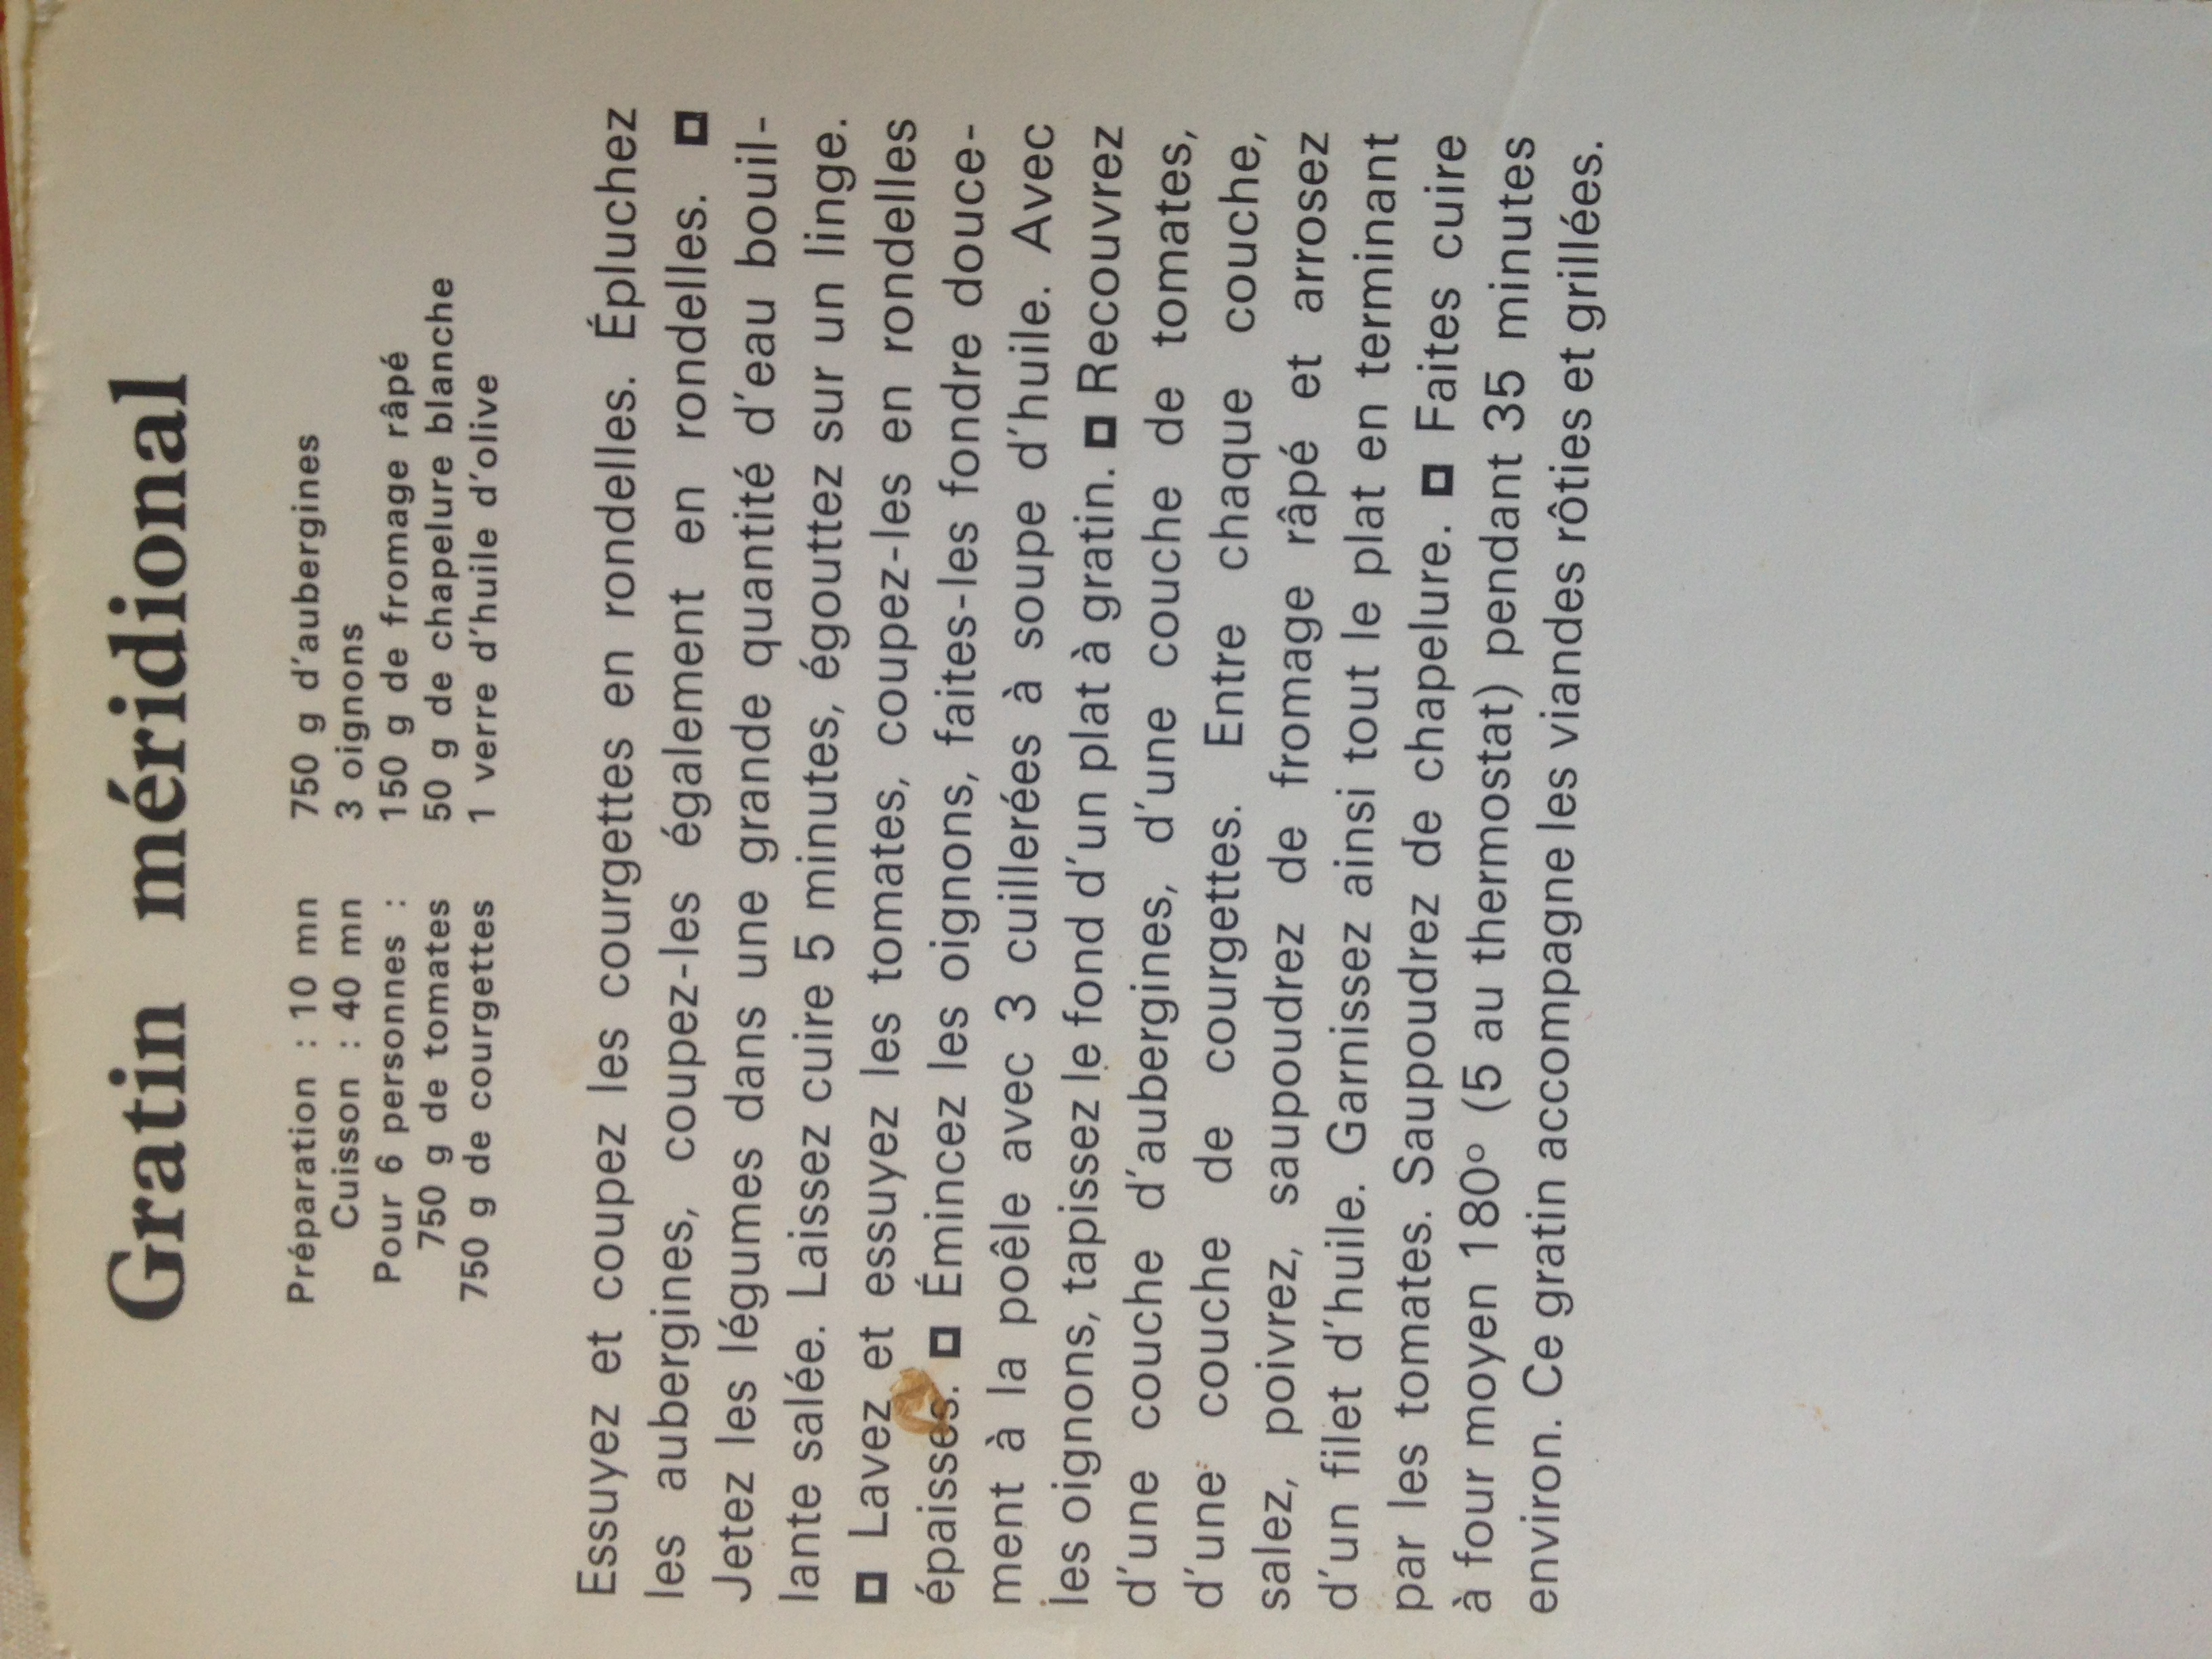 Gratin méridional
Préparation : 10 mn
Cuisson : 40 mn
Pour 6 personnes :
750 g de tomates
750 g de courgettes
750 g d'aubergines
3 oignons
150 g de fromage râpé
50 g de chapelure blanche
1 verre d'huile d'olive
Essuyez et coupez les courgettes en rondelles. Épluchez
les aubergines, coupez-les également en rondelles. ◘
Jetez les légumes dans une grande quantité d'eau bouil-
lante salée. Laissez cuire 5 minutes, égouttez sur un linge.
◘ Lavez et essuyez les tomates, coupez-les en rondelles
épaisses. ◘ Émincez les oignons, faites-les fondre douce-
ment à la poêle avec 3 cuillerées à soupe d'huile. Avec
les oignons, tapissez le fond d'un plat à gratin. ◘ Recouvrez
d'une couche d'aubergines, d'une couche de tomates,
d'une couche de courgettes. Entre chaque couche,
salez, poivrez, saupoudrez de fromage râpé et arrosez
d'un filet d'huile. Garnissez ainsi tout le plat en terminant
par les tomates. Saupoudrez de chapelure. ◘ Faites cuire
à four moyen 180° (5 au thermostat) pendant 35 minutes
environ. Ce gratin accompagne les viandes rôties et grillées.